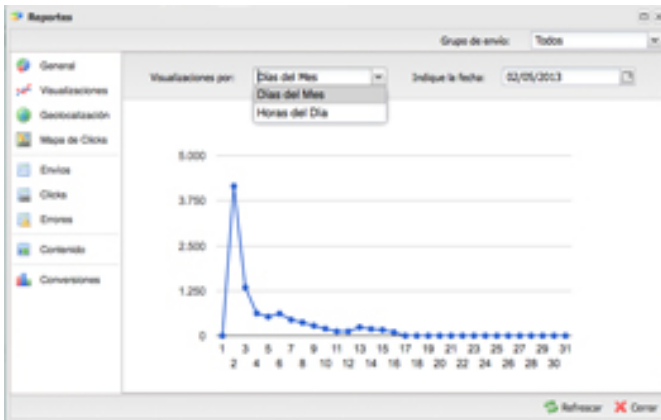 Reportes
Grupo de envío: Todos
General
Visualizaciones
Geolocalización
Mapa de Clicks
Envios
Clicks
Errores
Contenido
Conversiones
Visualizaciones por: Días del Mes Indique la fecha: 02/05/2013
Días del Mes
Horas del Día
5.000
3.750
2.500
1.250
0
1 3 5 7 9 11 13 15 17 19 21 23 25 27 29 31
2 4 6 8 10 12 14 16 18 20 22 24 26 28 30
Refrescar Cerrar